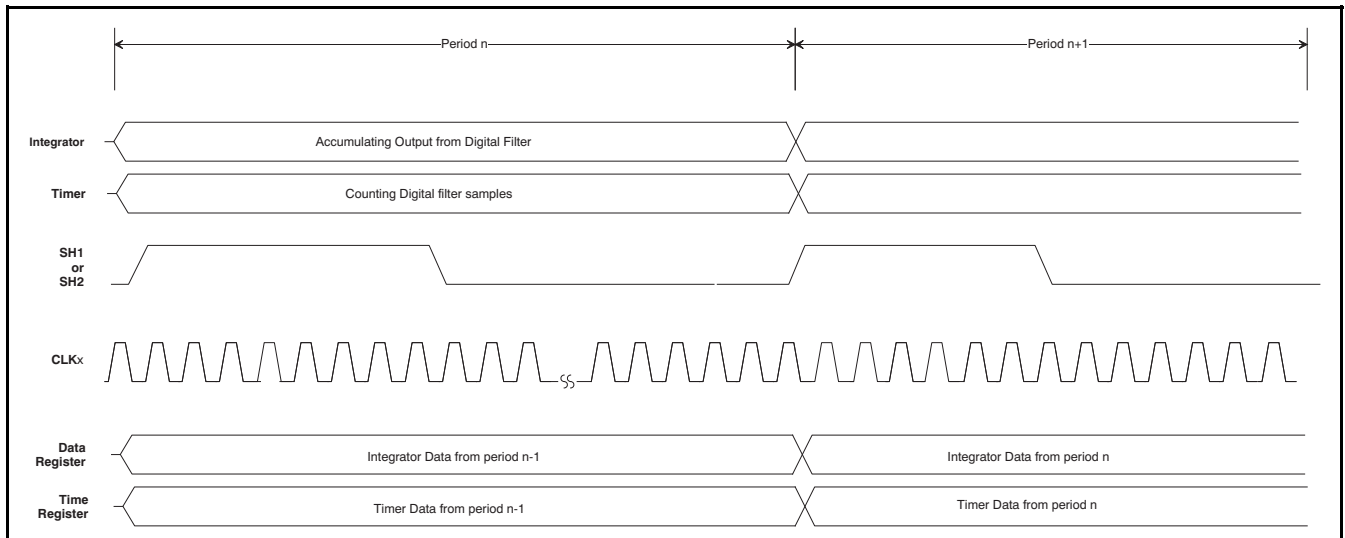 Period n
Period n+1
Integrator
Accumulating Output from Digital Filter
Timer
Counting Digital filter samples
SH1
or
SH2
CLKx
Data
Register
Integrator Data from period n-1
Integrator Data from period n
Time
Register
Timer Data from period n-1
Timer Data from period n